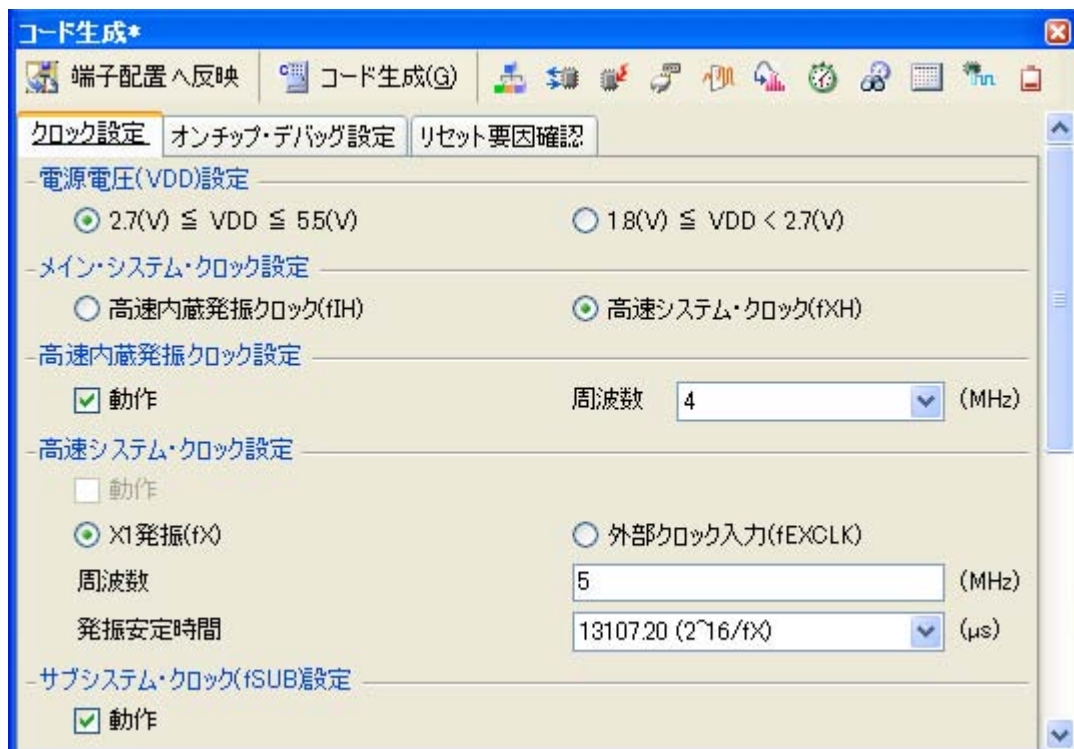 コード生成*
端子配置へ反映 コード生成(G)
クロック設定 オンチップ・デバッグ設定 リセット要因確認
電源電圧(VDD)設定
2.7(V) ≦ VDD ≦ 5.5(V) 1.8(V) ≦ VDD < 2.7(V)
メイン・システム・クロック設定
高速内蔵発振クロック(fIH) 高速システム・クロック(fXH)
高速内蔵発振クロック設定
動作 周波数 4 (MHz)
高速システム・クロック設定
動作
X1発振(fX) 外部クロック入力(fEXCLK)
周波数 5 (MHz)
発振安定時間 13107.20 (2^16/fX) (μs)
サブシステム・クロック(fSUB)設定
動作